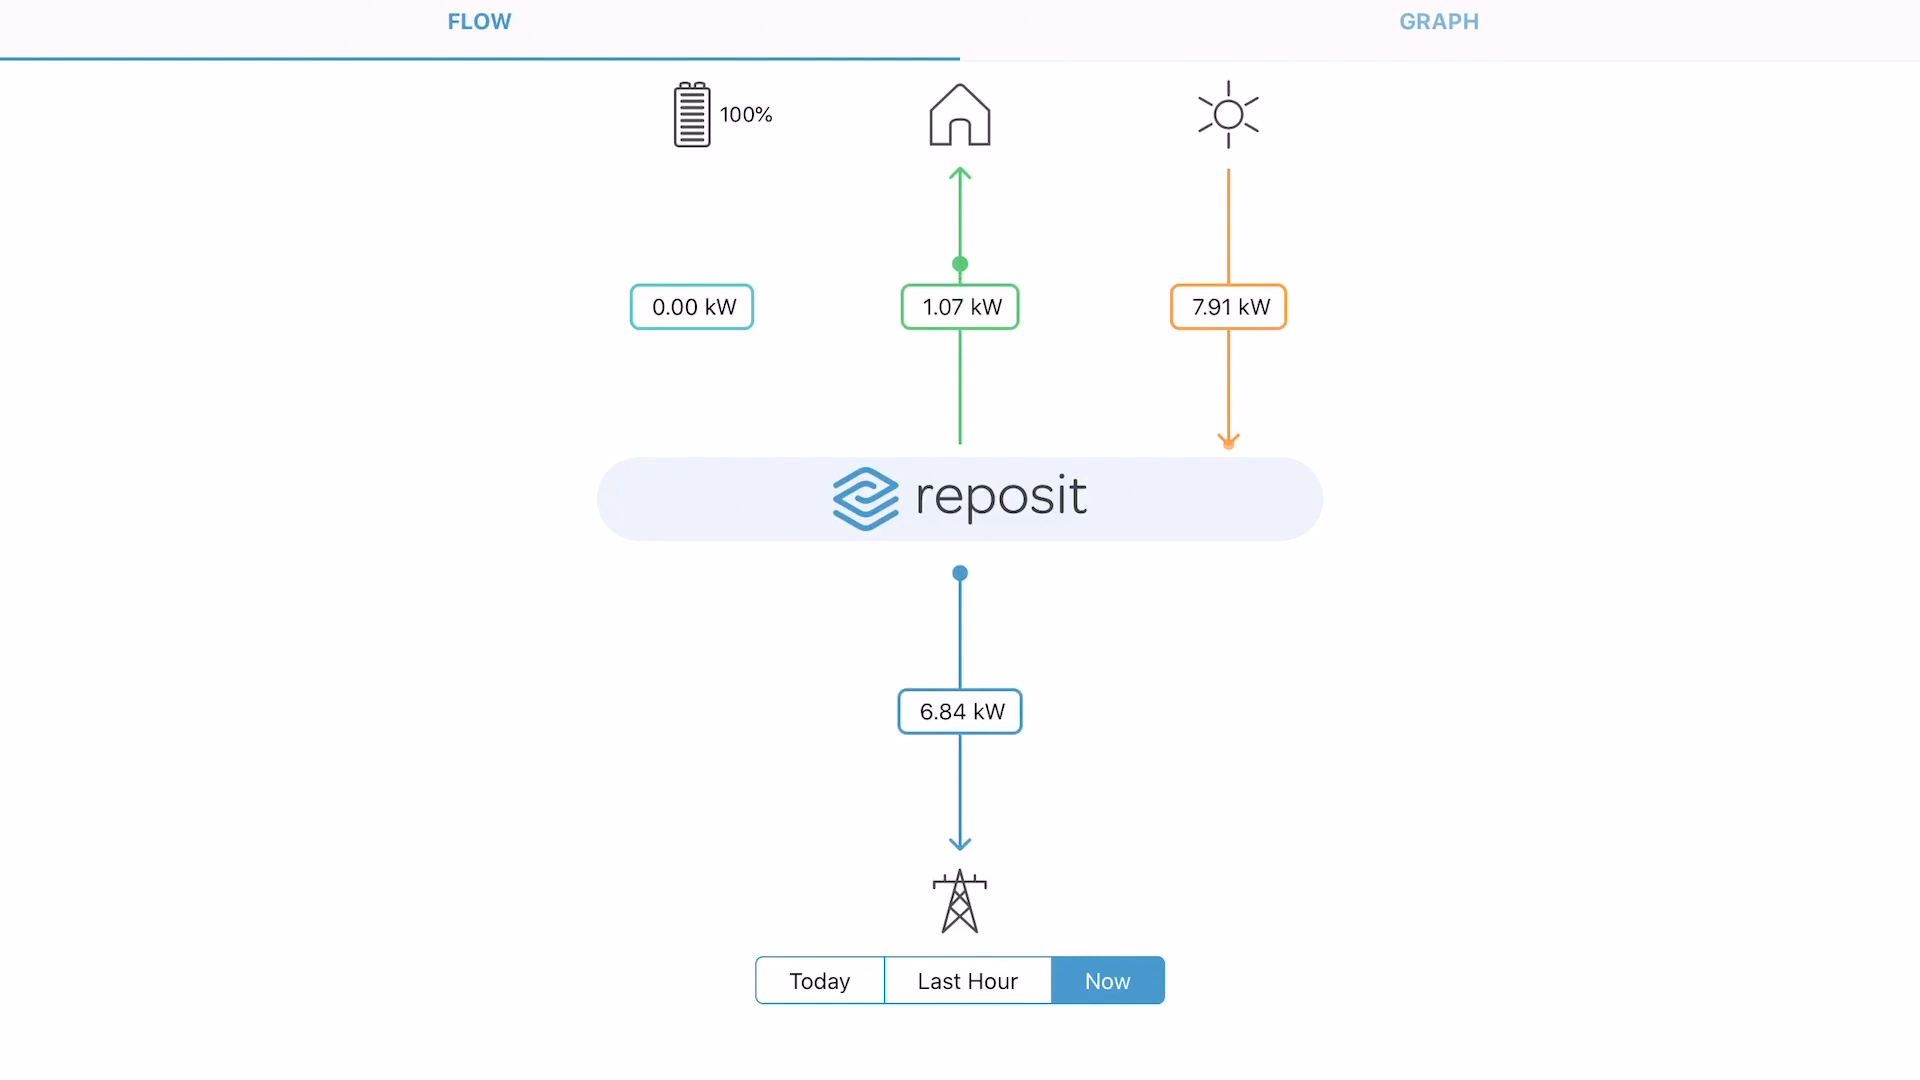 FLOW
GRAPH
100%
0.00 kW
1.07 kW
7.91 kW
reposit
6.84 kW
Today
Last Hour
Now